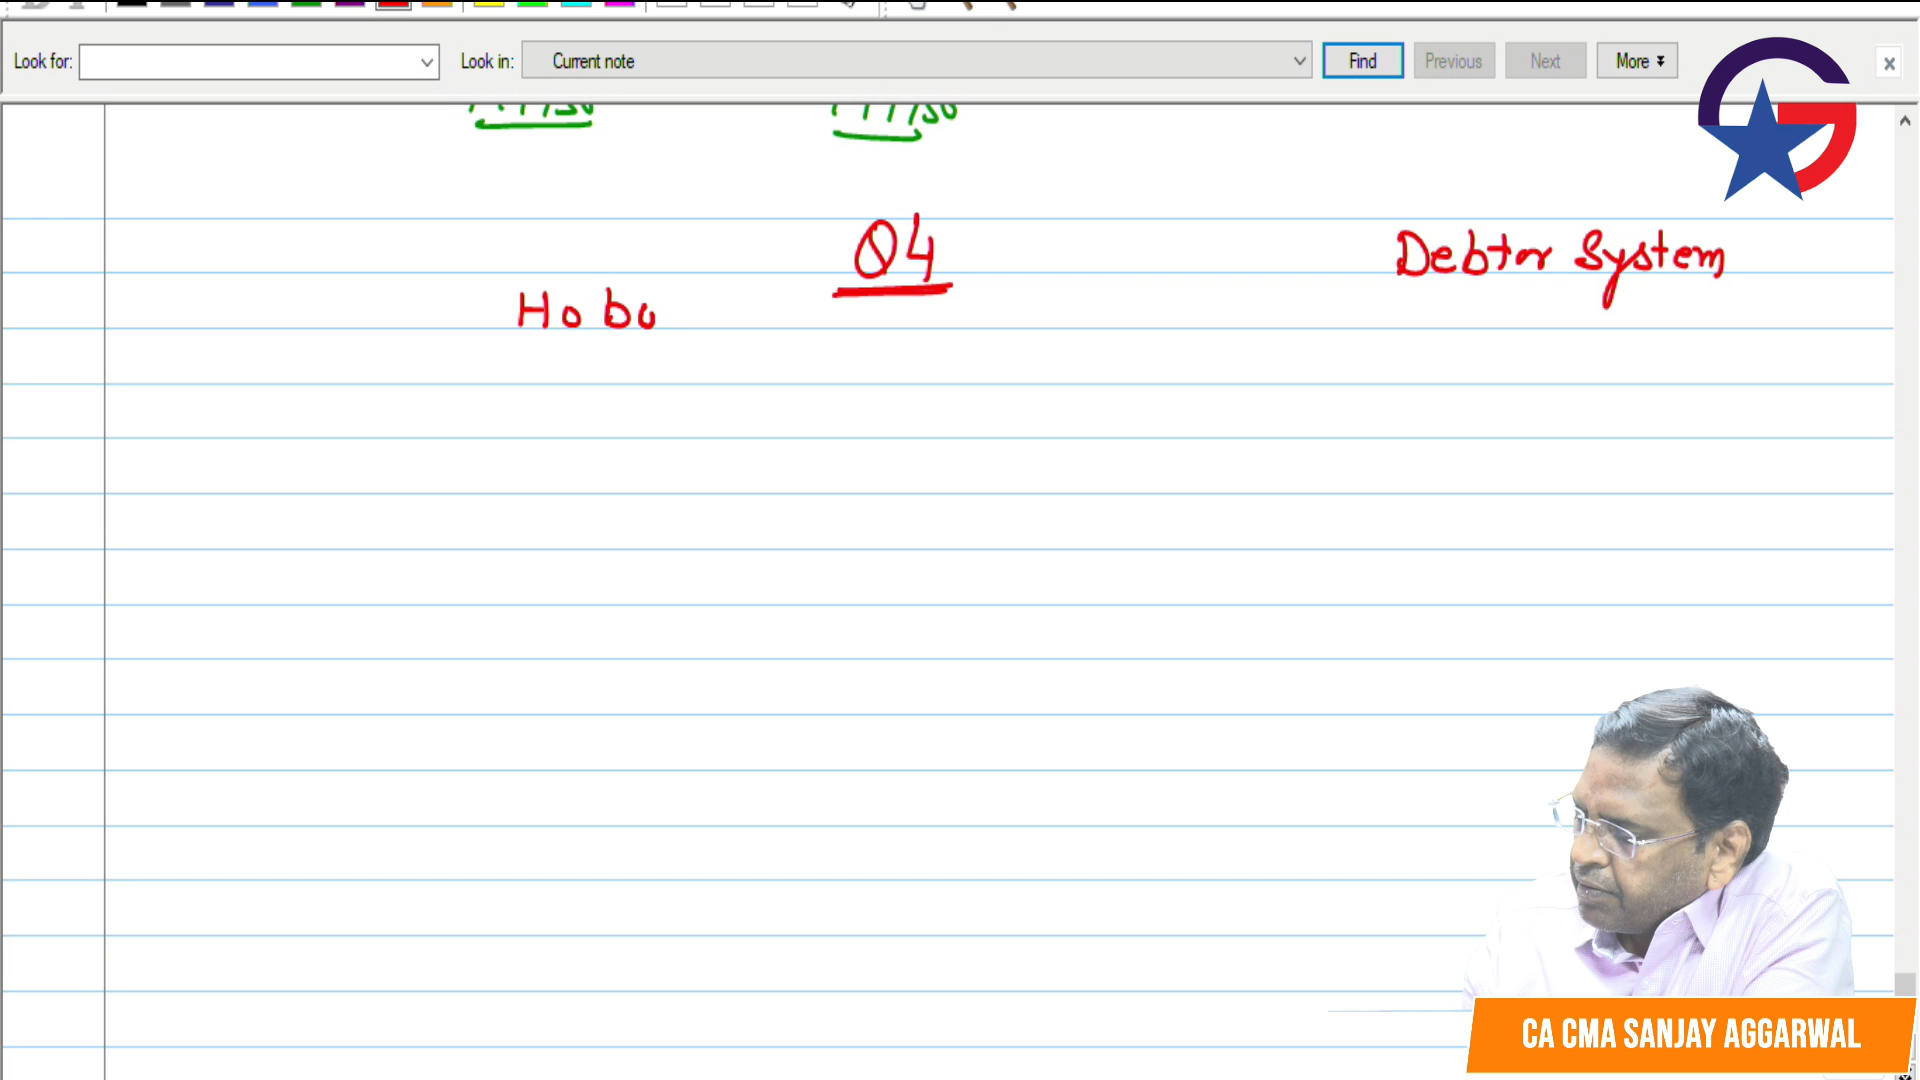 Look for:
Look in: Current note Find Previous Next More
Q4
Debtor System
Ho bo
CA CMA SANJAY AGGARWAL